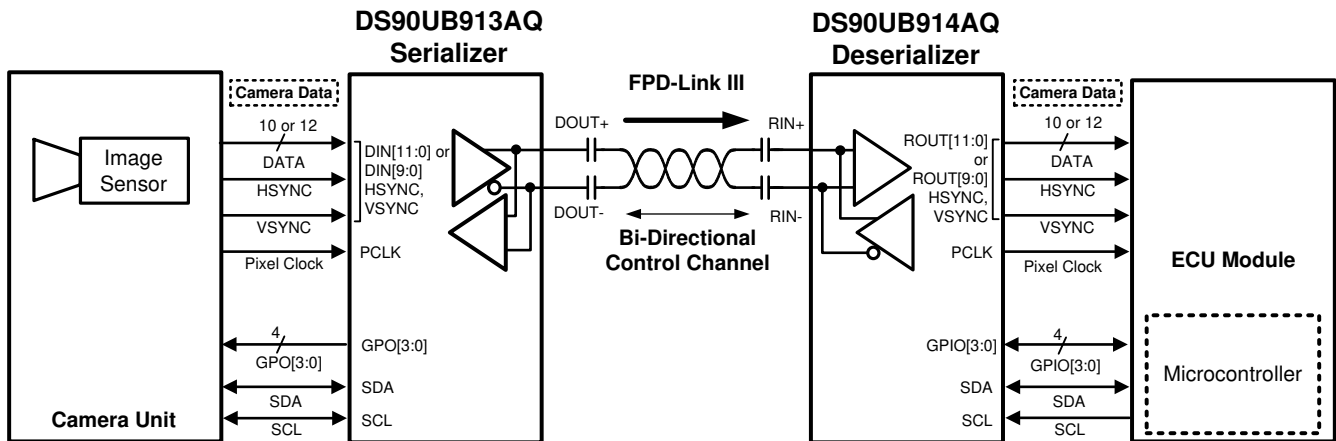 DS90UB913AQ
Serializer
DS90UB914AQ
Deserializer
FPD-Link III
Camera Data
10 or 12
DATA
HSYNC
VSYNC
Pixel Clock
4
GPO[3:0]
SDA
SCL
Image
Sensor
Camera Unit
DIN[11:0] or
DIN[9:0]
HSYNC,
VSYNC
PCLK
GPO[3:0]
SDA
SCL
DOUT+
DOUT-
RIN+
RIN-
Bi-Directional
Control Channel
ROUT[11:0]
or
ROUT[9:0]
HSYNC,
VSYNC
PCLK
GPIO[3:0]
SDA
SCL
Camera Data
10 or 12
DATA
HSYNC
VSYNC
Pixel Clock
4
GPIO[3:0]
SDA
SCL
ECU Module
Microcontroller